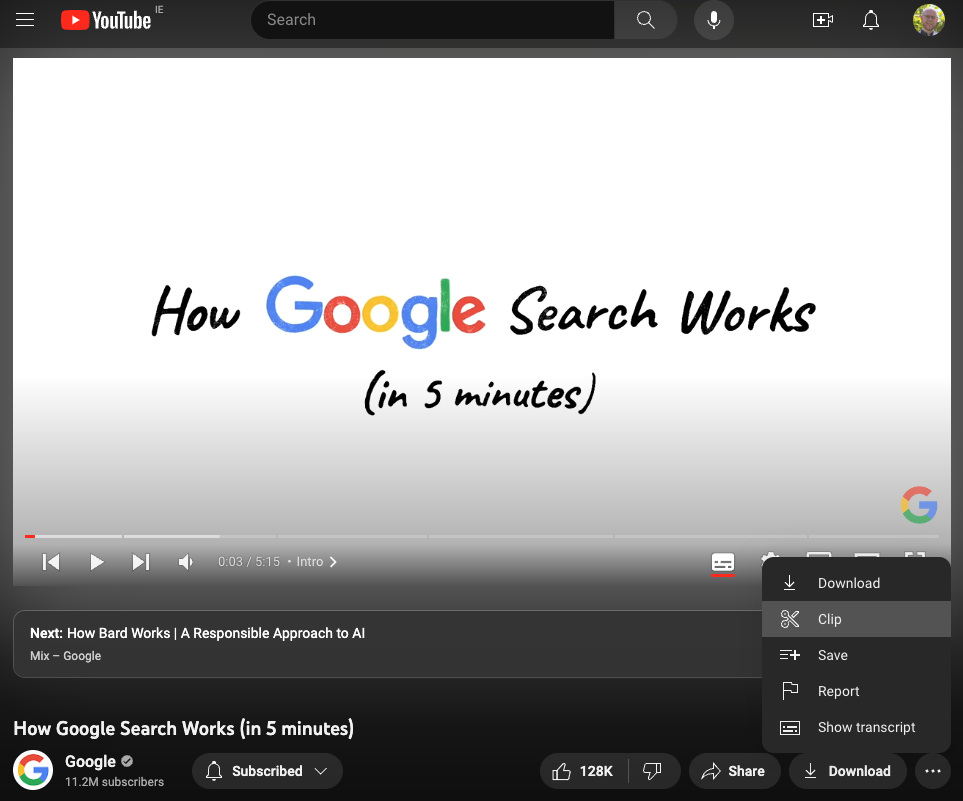 YouTube IE
Search
How Google Search Works
(in 5 minutes)
0:03 / 5:15 • Intro
Download
Clip
Save
Report
Show transcript
Next: How Bard Works | A Responsible Approach to AI
Mix – Google
How Google Search Works (in 5 minutes)
Google
11.2M subscribers
Subscribed
128K
Share
Download